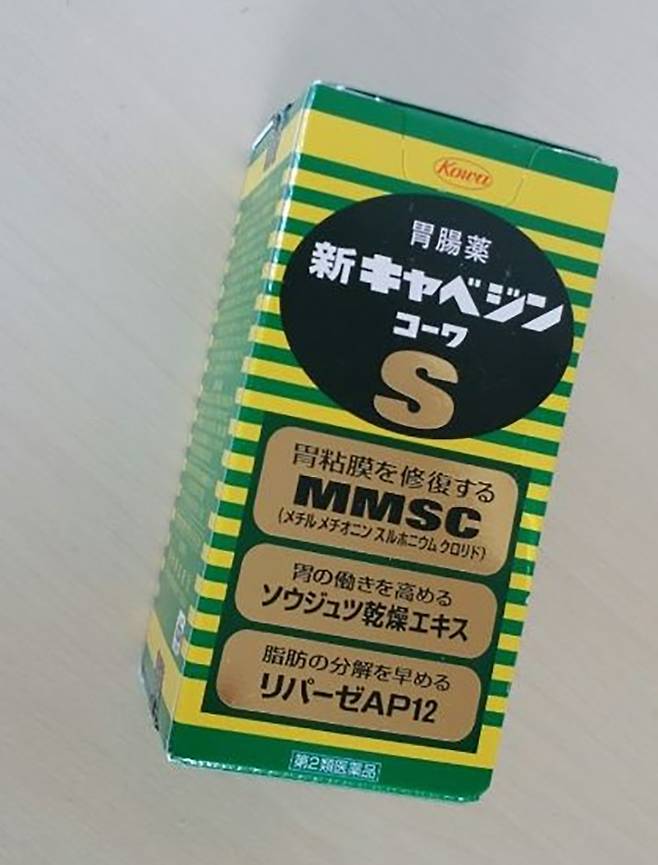 Kowa
胃腸薬
新キャベジン
コーワ
S
胃粘膜を修復する
MMSC
(メチルメチオニンスルホニウムクロリド)
胃の働きを高める
ソウジュツ乾燥エキス
脂肪の分解を早める
リパーゼAP12
第2類医薬品